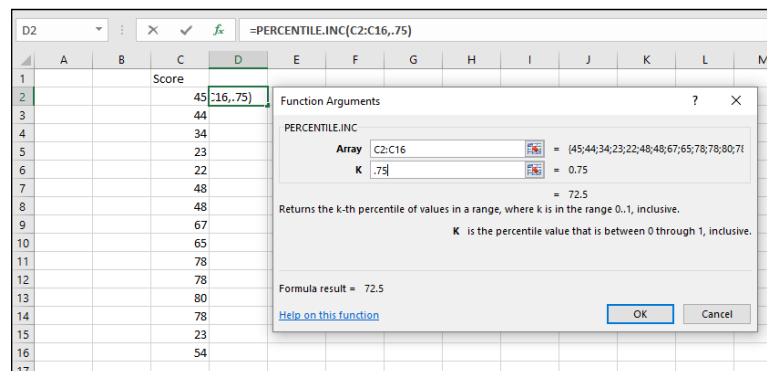 D2 =PERCENTILE.INC(C2:C16,.75)
A B C D E F G H I J K L M
1 Score
2 45 C16,.75)
3 44
4 34
5 23
6 22
7 48
8 48
9 67
10 65
11 78
12 78
13 80
14 78
15 23
16 54
17
Function Arguments ? ×
PERCENTILE.INC
Array C2:C16 = {45;44;34;23;22;48;48;67;65;78;78;80;78
K .75 = 0.75
= 72.5
Returns the k-th percentile of values in a range, where k is in the range 0..1, inclusive.
K is the percentile value that is between 0 through 1, inclusive.
Formula result = 72.5
Help on this function OK Cancel